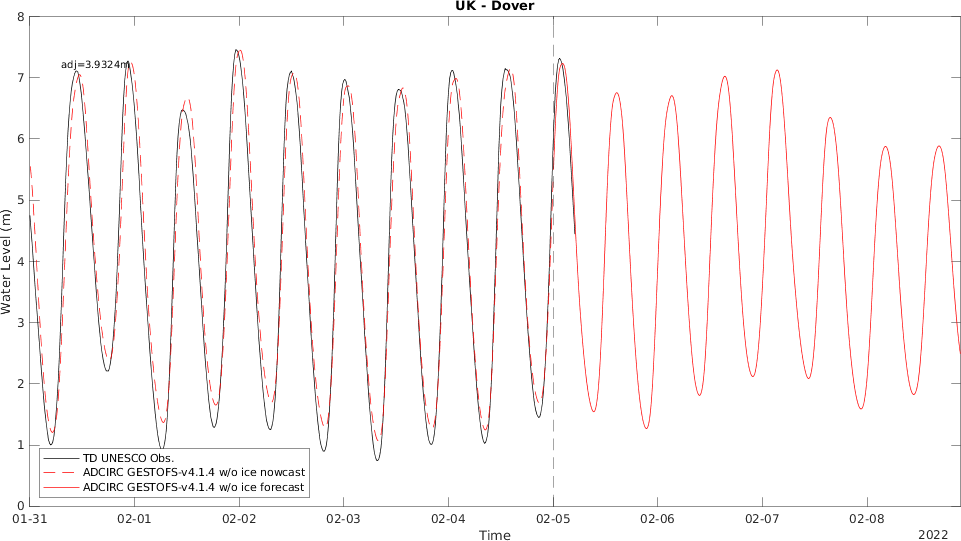 UK - Dover
8
adj=3.9324m
7
6
5
4
3
2
1
0
Water Level (m)
TD UNESCO Obs.
ADCIRC GESTOFS-v4.1.4 w/o ice nowcast
ADCIRC GESTOFS-v4.1.4 w/o ice forecast
01-31 02-01 02-02 02-03 02-04 02-05 02-06 02-07 02-08
Time
2022